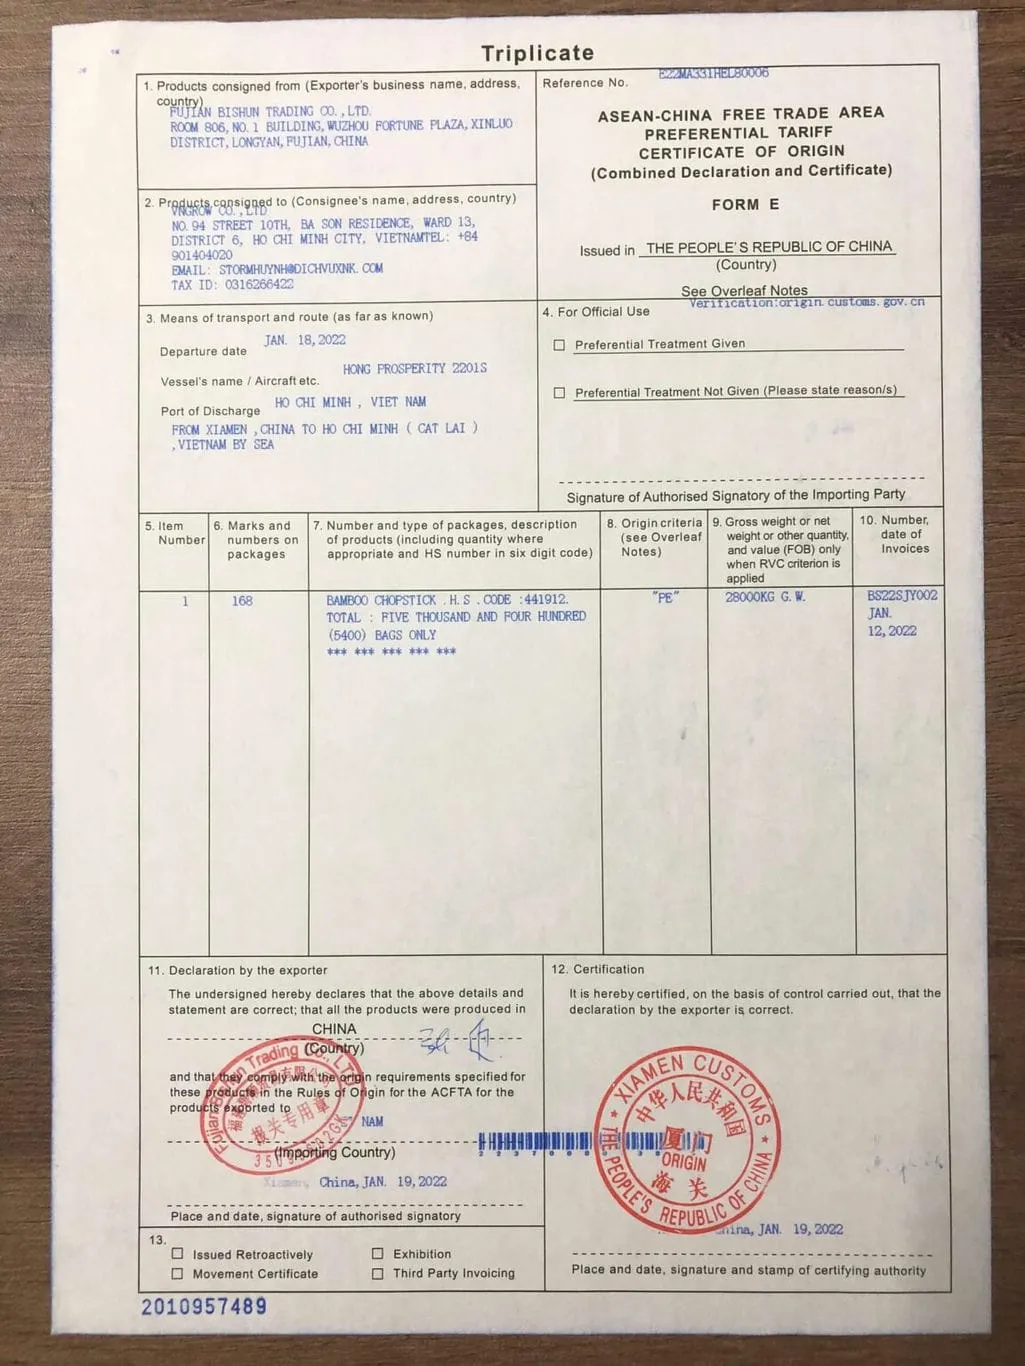 Triplicate
1. Products consigned from (Exporter's business name, address, country)
FUJIAN BISHUN TRADING CO.,LTD.
ROOM 806, NO. 1 BUILDING, WUZHOU FORTUNE PLAZA, XINLUO
DISTRICT, LONGYAN, FUJIAN, CHINA
Reference No. E22MA331HEL80006
ASEAN-CHINA FREE TRADE AREA
PREFERENTIAL TARIFF
CERTIFICATE OF ORIGIN
(Combined Declaration and Certificate)
FORM E
Issued in THE PEOPLE'S REPUBLIC OF CHINA
(Country)
See Overleaf Notes
2. Products consigned to (Consignee's name, address, country)
VNGROW CO.,LTD
NO. 94 STREET 10TH, BA SON RESIDENCE, WARD 13,
DISTRICT 6, HO CHI MINH CITY, VIETNAMTEL: +84
901404020
EMAIL: STORMHUYNH@DICHVUXNK.COM
TAX ID: 0316266422
3. Means of transport and route (as far as known)
JAN. 18,2022
Departure date
HONG PROSPERITY 2201S
Vessel's name / Aircraft etc.
HO CHI MINH , VIET NAM
Port of Discharge
FROM XIAMEN ,CHINA TO HO CHI MINH ( CAT LAI )
,VIETNAM BY SEA
Verification:origin.customs.gov.cn
4. For Official Use
☐ Preferential Treatment Given
☐ Preferential Treatment Not Given (Please state reason/s)
Signature of Authorised Signatory of the Importing Party
5. Item Number
6. Marks and numbers on packages
7. Number and type of packages, description of products (including quantity where appropriate and HS number in six digit code)
8. Origin criteria (see Overleaf Notes)
9. Gross weight or net weight or other quantity, and value (FOB) only when RVC criterion is applied
10. Number, date of Invoices
1
168
BAMBOO CHOPSTICK .H.S .CODE :441912.
TOTAL : FIVE THOUSAND AND FOUR HUNDRED
(5400) BAGS ONLY
*** *** *** *** ***
"PE"
28000KG G.W.
BS22SJY002
JAN.
12,2022
11. Declaration by the exporter
The undersigned hereby declares that the above details and
statement are correct; that all the products were produced in
CHINA
(Country)
and that they comply with the origin requirements specified for
these products in the Rules of Origin for the ACFTA for the
products exported to
NAM
(Importing Country)
Xiamen, China,JAN. 19,2022
Place and date, signature of authorised signatory
12. Certification
It is hereby certified, on the basis of control carried out, that the
declaration by the exporter is correct.
XIAMEN CUSTOMS
THE PEOPLE'S REPUBLIC OF CHINA
中华人民共和国
厦门
ORIGIN
海关
China, JAN. 19,2022
Place and date, signature and stamp of certifying authority
13.
☐ Issued Retroactively
☐ Exhibition
☐ Movement Certificate
☐ Third Party Invoicing
报关专用章
2010957489